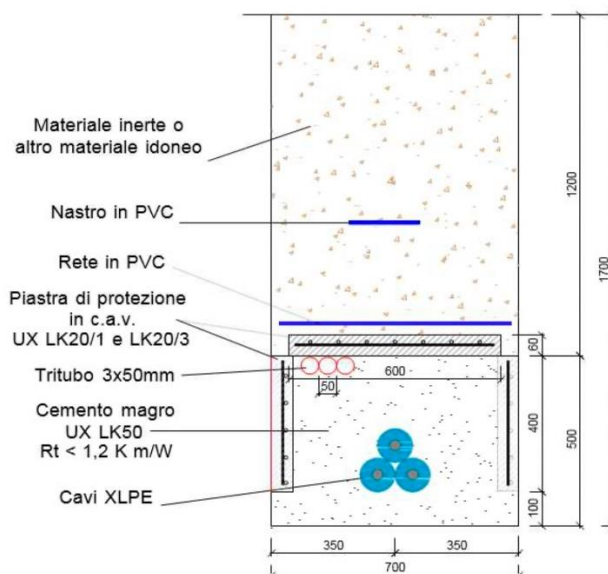 Materiale inerte o
altro materiale idoneo
Nastro in PVC
Rete in PVC
Piastra di protezione
in c.a.v.
UX LK20/1 e LK20/3
Tritubo 3x50mm
Cemento magro
UX LK50
Rt < 1,2 K m/W
Cavi XLPE
1200
1700
60
600
50
400
500
100
350
350
700